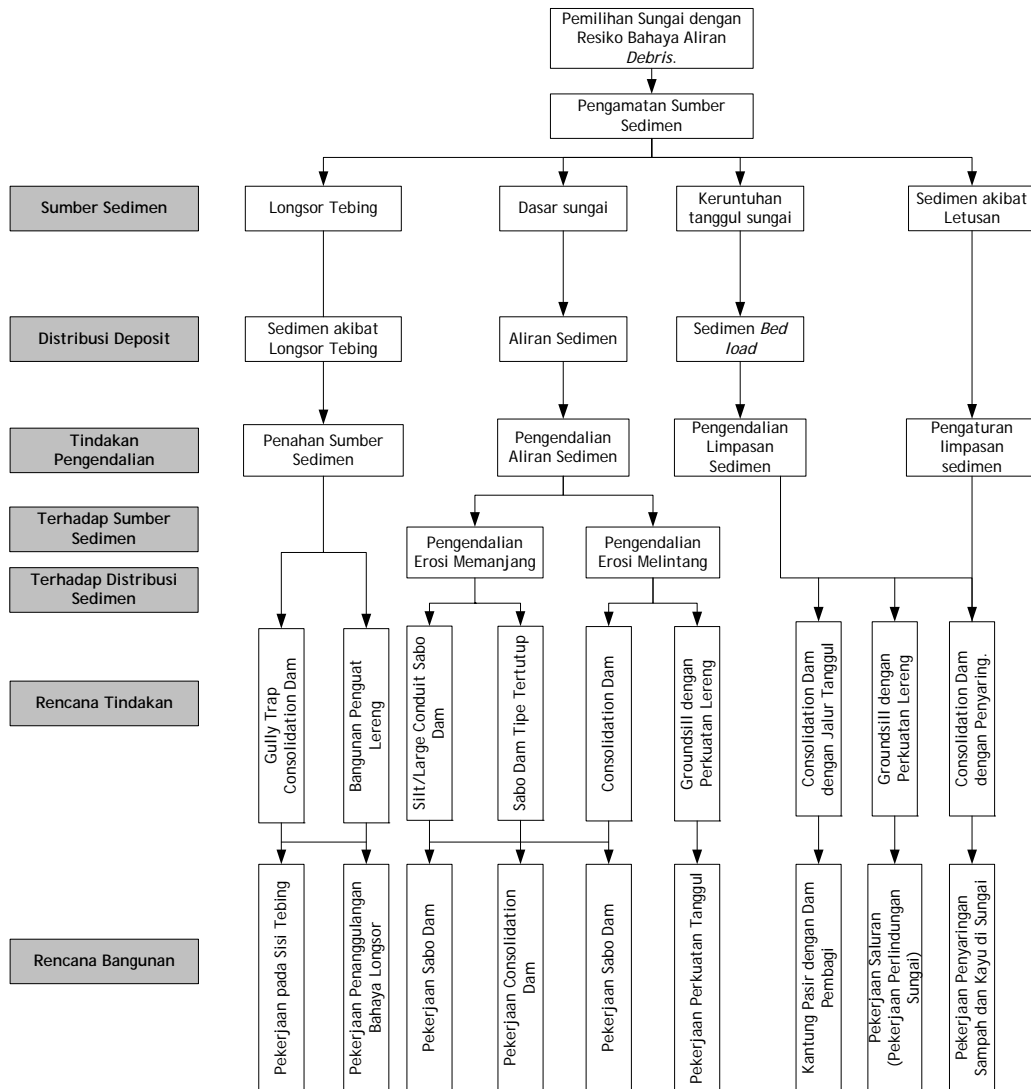 Pemilihan Sungai dengan
Resiko Bahaya Aliran
Debris.
Pengamatan Sumber
Sedimen
Sumber Sedimen
Longsor Tebing
Dasar sungai
Keruntuhan
tanggul sungai
Sedimen akibat
Letusan
Distribusi Deposit
Sedimen akibat
Longsor Tebing
Aliran Sedimen
Sedimen Bed
load
Tindakan
Pengendalian
Penahan Sumber
Sedimen
Pengendalian
Aliran Sedimen
Pengendalian
Limpasan
Sedimen
Pengaturan
limpasan
sedimen
Terhadap Sumber
Sedimen
Pengendalian
Erosi Memanjang
Pengendalian
Erosi Melintang
Terhadap Distribusi
Sedimen
Rencana Tindakan
Gully Trap
Consolidation Dam
Bangunan Penguat
Lereng
Silt/Large Conduit Sabo
Dam
Sabo Dam Tipe Tertutup
Consolidation Dam
Groundsill dengan
Perkuatan Lereng
Consolidation Dam
dengan Jalur Tanggul
Groundsill dengan
Perkuatan Lereng
Consolidation Dam
dengan Penyaring.
Rencana Bangunan
Pekerjaan pada Sisi Tebing
Pekerjaan Penanggulangan
Bahaya Longsor
Pekerjaan Sabo Dam
Pekerjaan Consolidation
Dam
Pekerjaan Sabo Dam
Pekerjaan Perkuatan Tanggul
Kantung Pasir dengan Dam
Pembagi
Pekerjaan Saluran
(Pekerjaan Perlindungan
Sungai)
Pekerjaan Penyaringan
Sampah dan Kayu di Sungai